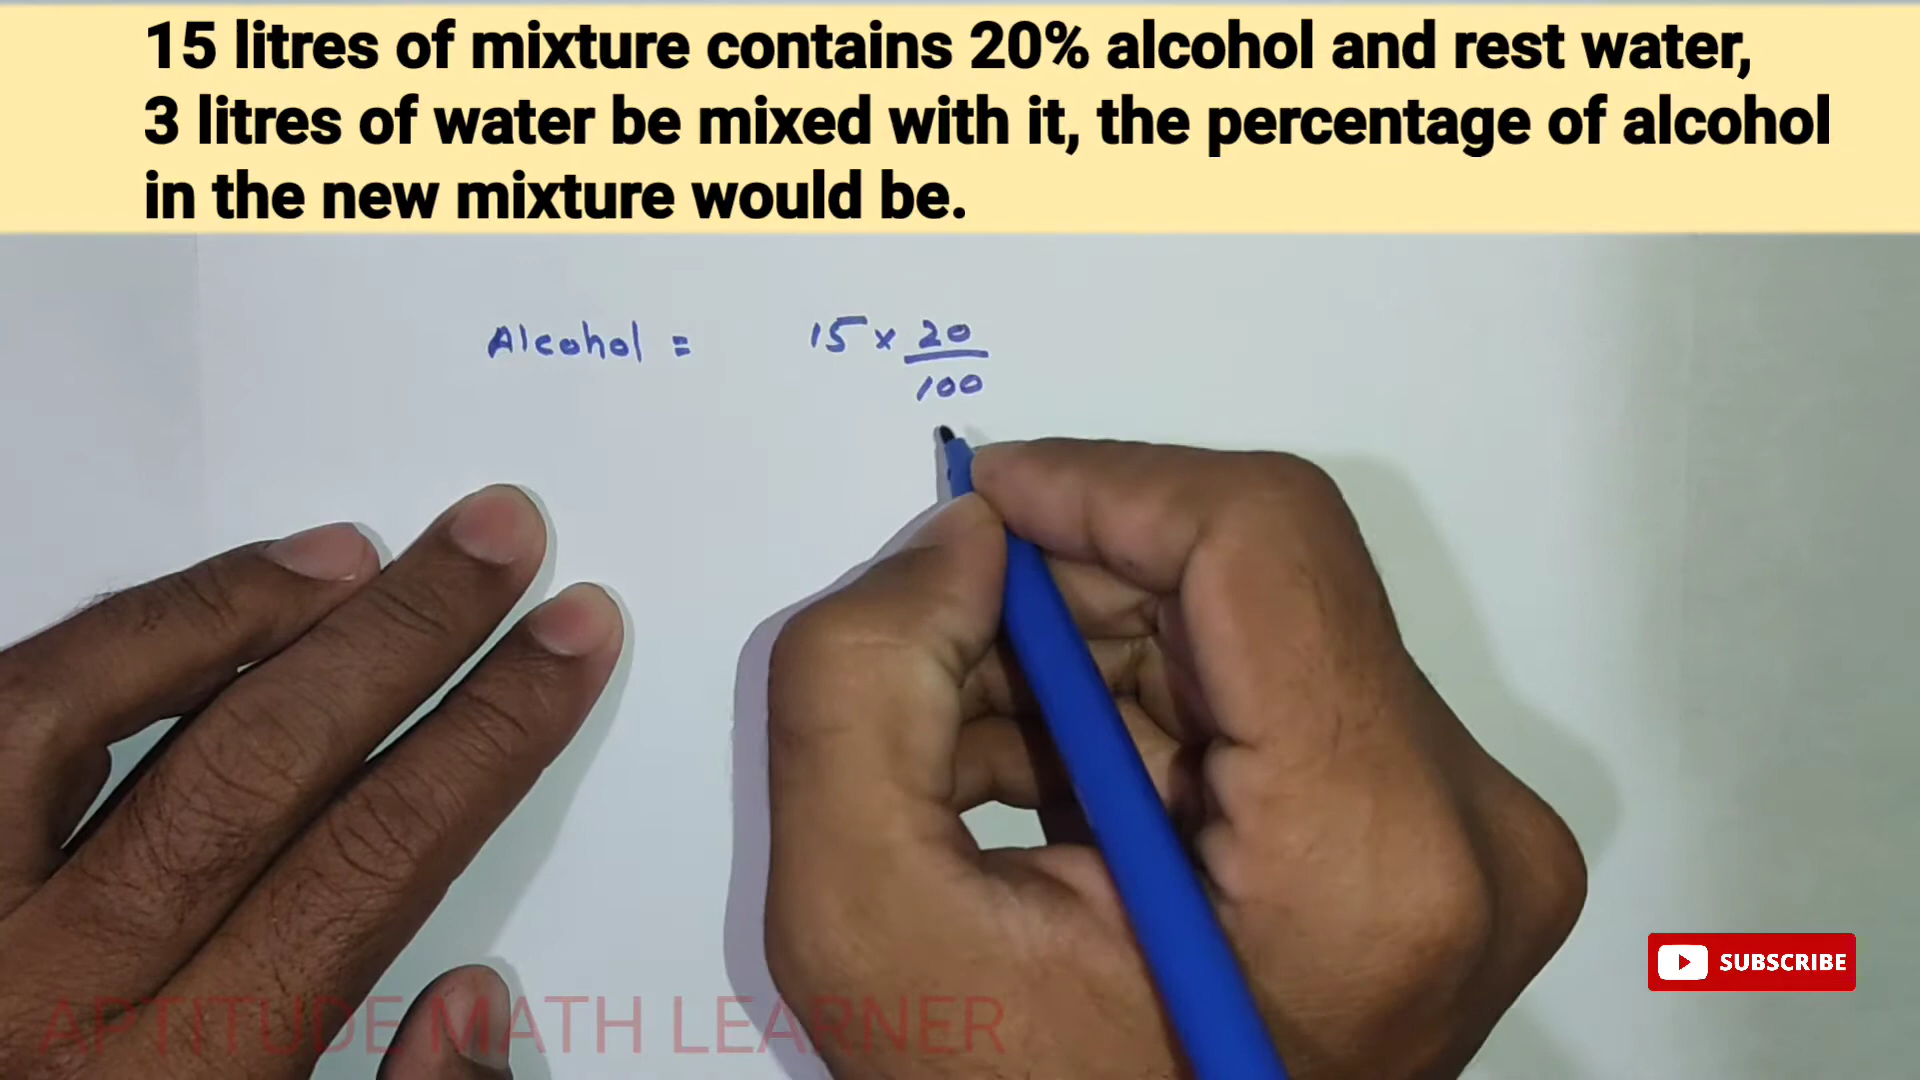 15 litres of mixture contains 20% alcohol and rest water,
3 litres of water be mixed with it, the percentage of alcohol
in the new mixture would be.
Alcohol = 15 × 20
100
SUBSCRIBE
APTITUDE MATH LEARNER